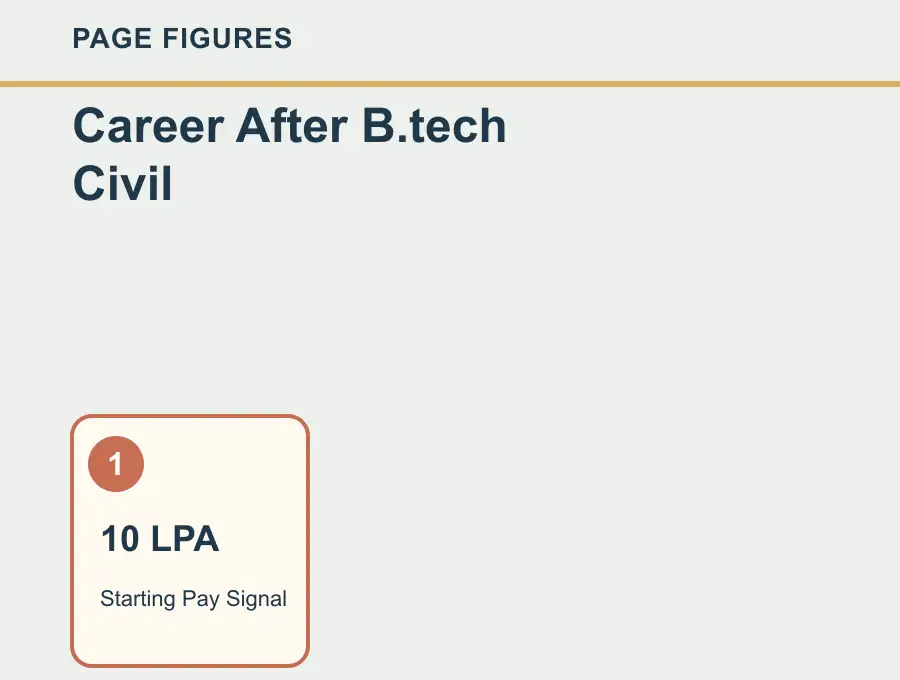 PAGE FIGURES
Career After B.tech
Civil
1
10 LPA
Starting Pay Signal